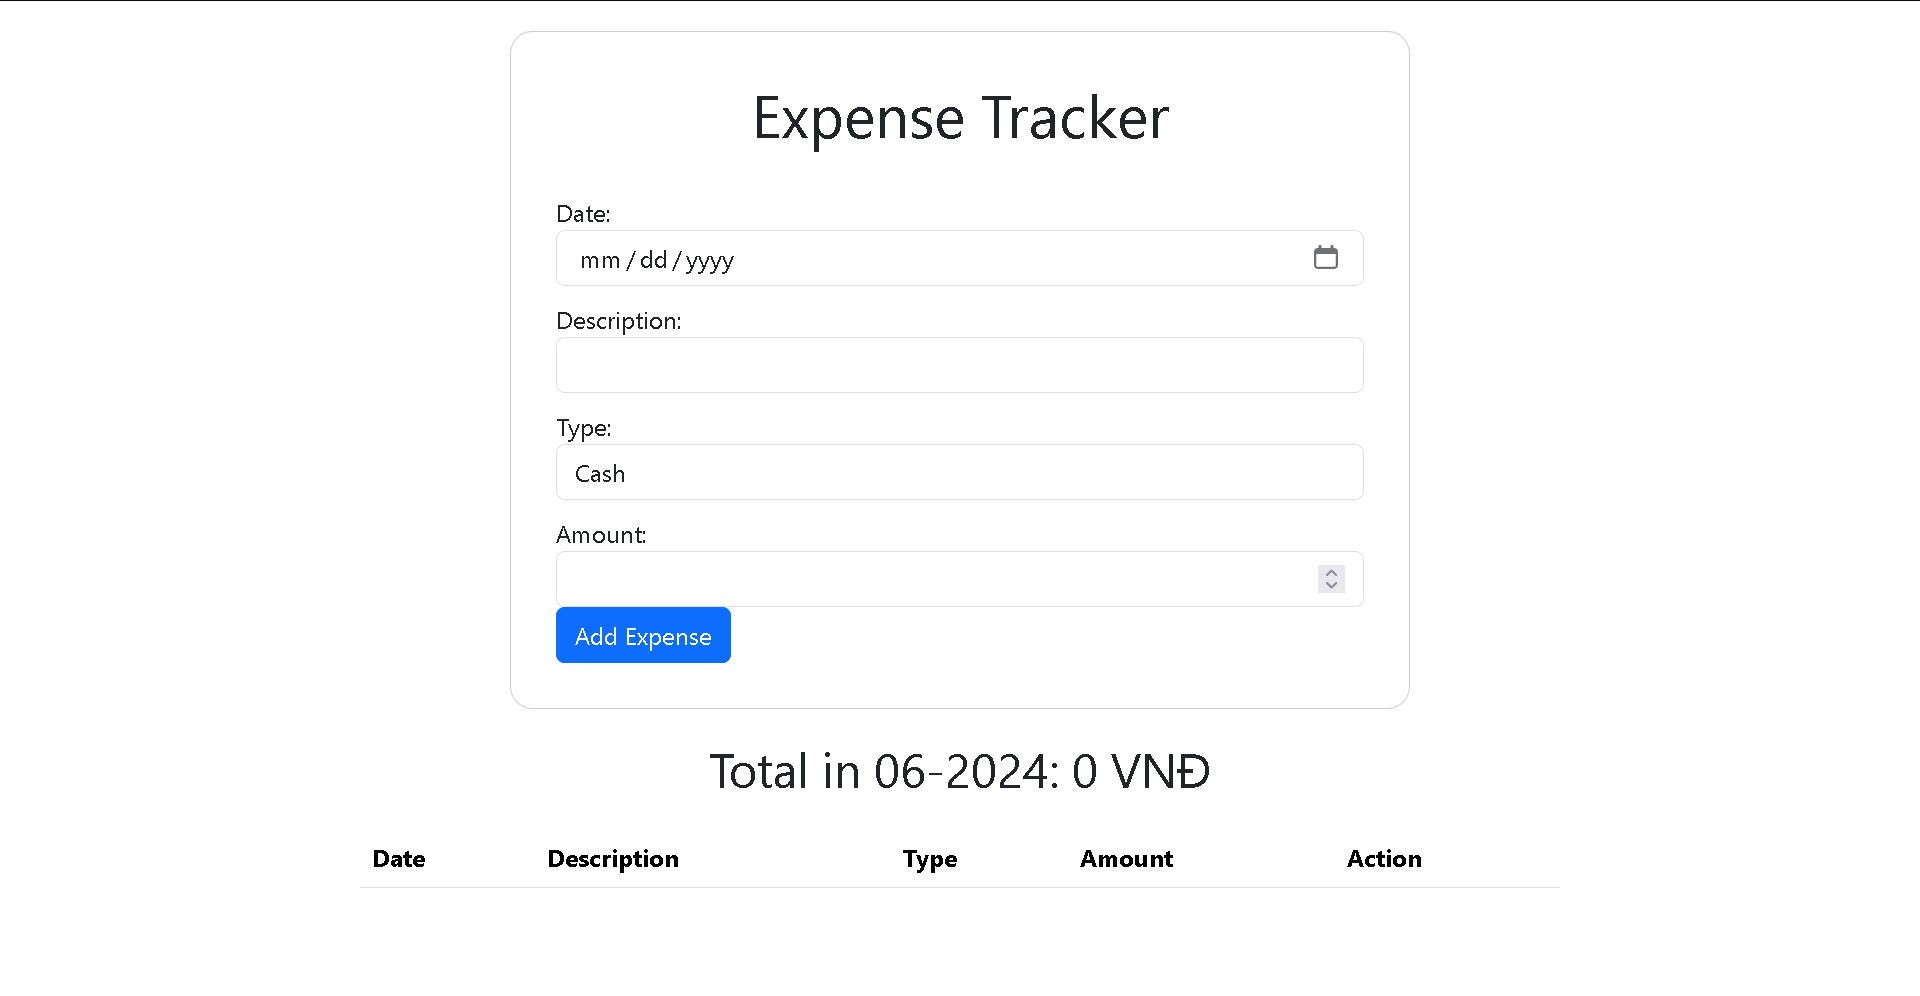 Expense Tracker
Date:
mm/dd/yyyy
Description:
Type:
Cash
Amount:
Add Expense
Total in 06-2024: 0 VNĐ
Date Description Type Amount Action